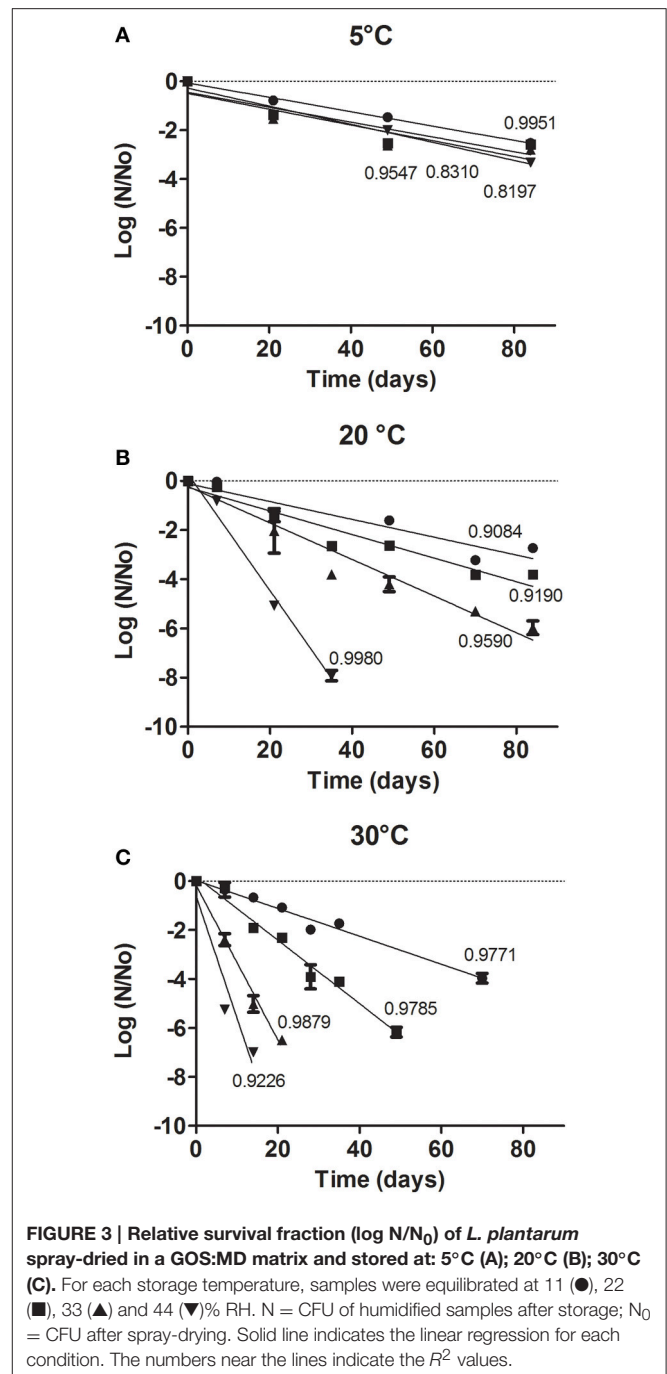 A
5°C
0
-2
-4
-6
-8
-10
Log (N/No)
0.9951
0.9547 0.8310
0.8197
0 20 40 60 80
Time (days)
B
20 °C
0
-2
-4
-6
-8
-10
Log (N/No)
0.9084
0.9190
0.9590
0.9980
0 20 40 60 80
Time (days)
C
30°C
0
-2
-4
-6
-8
-10
Log (N/No)
0.9771
0.9785
0.9879
0.9226
0 20 40 60 80
Time (days)
FIGURE 3 | Relative survival fraction (log N/N₀) of L. plantarum
spray-dried in a GOS:MD matrix and stored at: 5°C (A); 20°C (B); 30°C
(C). For each storage temperature, samples were equilibrated at 11 (●), 22
(■), 33 (▲) and 44 (▼)% RH. N = CFU of humidified samples after storage; N₀
= CFU after spray-drying. Solid line indicates the linear regression for each
condition. The numbers near the lines indicate the R² values.